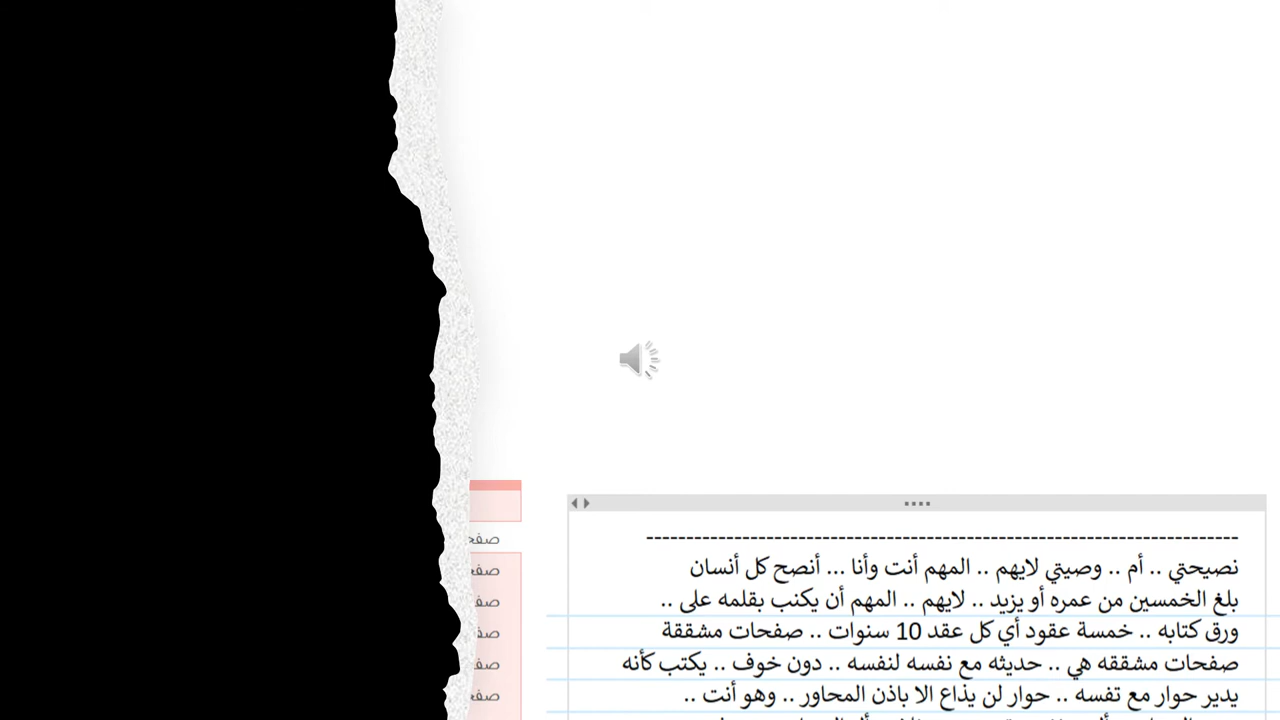 --------------------------------------------------------------------------
نصيحتي .. أم .. وصيتي لايهم .. المهم أنت وأنا ... أنصح كل أنسان
بلغ الخمسين من عمره أو يزيد .. لايهم .. المهم أن يكنب بقلمه على ..
ورق كتابه .. خمسة عقود أي كل عقد 10 سنوات .. صفحات مشققة
صفحات مشققه هي .. حديثه مع نفسه لنفسه .. دون خوف .. يكتب كأنه
يدير حوار مع تفسه .. حوار لن يذاع الا باذن المحاور .. وهو أنت ..